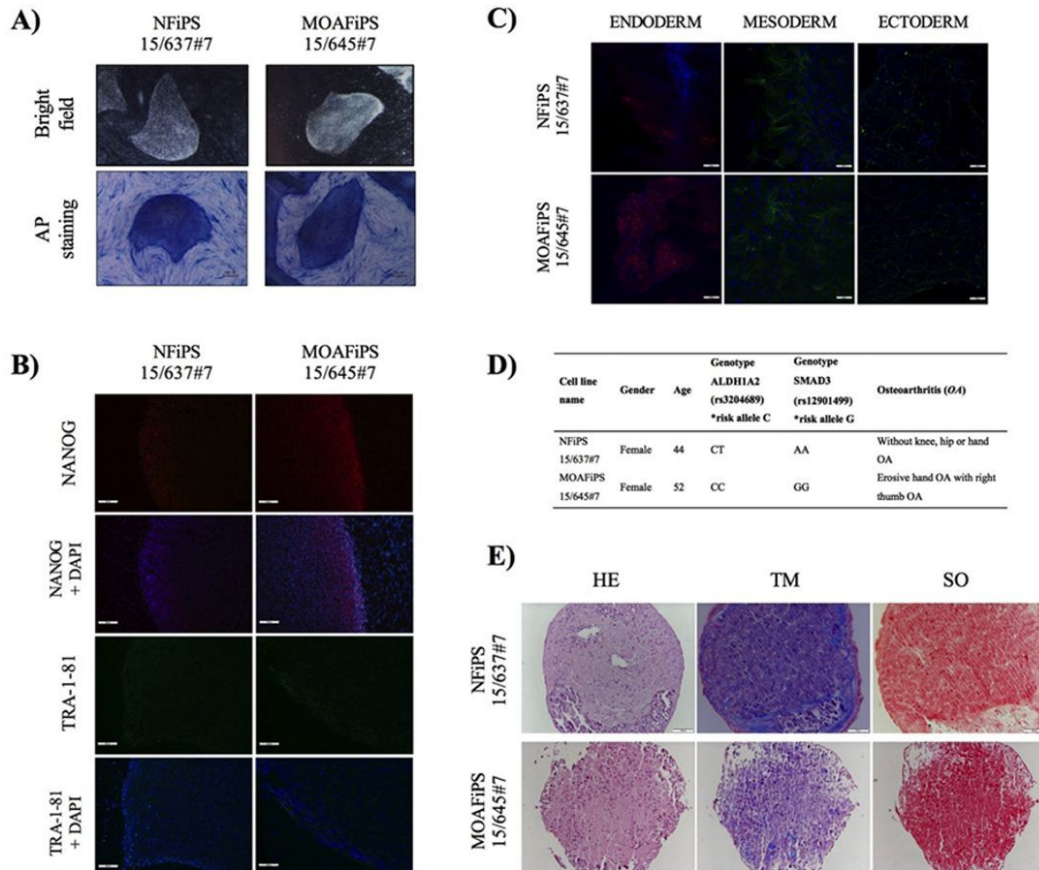 A)
NFiPS
15/637#7
MOAFiPS
15/645#7
Bright
field
AP
staining
B)
NFiPS
15/637#7
MOAFiPS
15/645#7
NANOG
NANOG
+ DAPI
TRA-1-81
TRA-1-81
+ DAPI
C)
ENDODERM
MESODERM
ECTODERM
NFiPS
15/637#7
MOAFiPS
15/645#7
D)
Cell line
name
Gender
Age
Genotype
ALDH1A2
(rs3204689)
*risk allele C
Genotype
SMAD3
(rs12901499)
*risk allele G
Osteoarthritis (OA)
NFiPS
15/637#7
Female
44
CT
AA
Without knee, hip or hand
OA
MOAFiPS
15/645#7
Female
52
CC
GG
Erosive hand OA with right
thumb OA
E)
HE
TM
SO
NFiPS
15/637#7
MOAFiPS
15/645#7